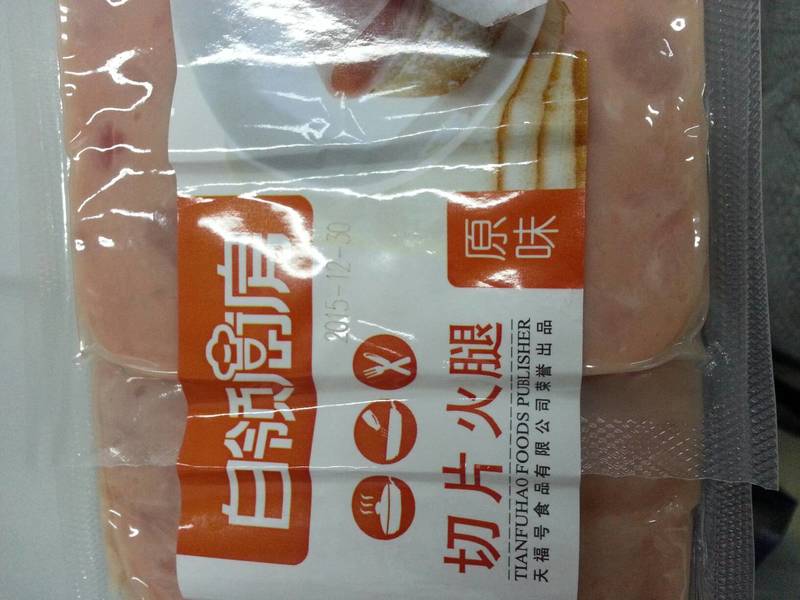 白领厨房
2015-12-30
原味
切片火腿
TIANFUHAO FOODS PUBLISHER
天福号食品有限公司荣誉出品